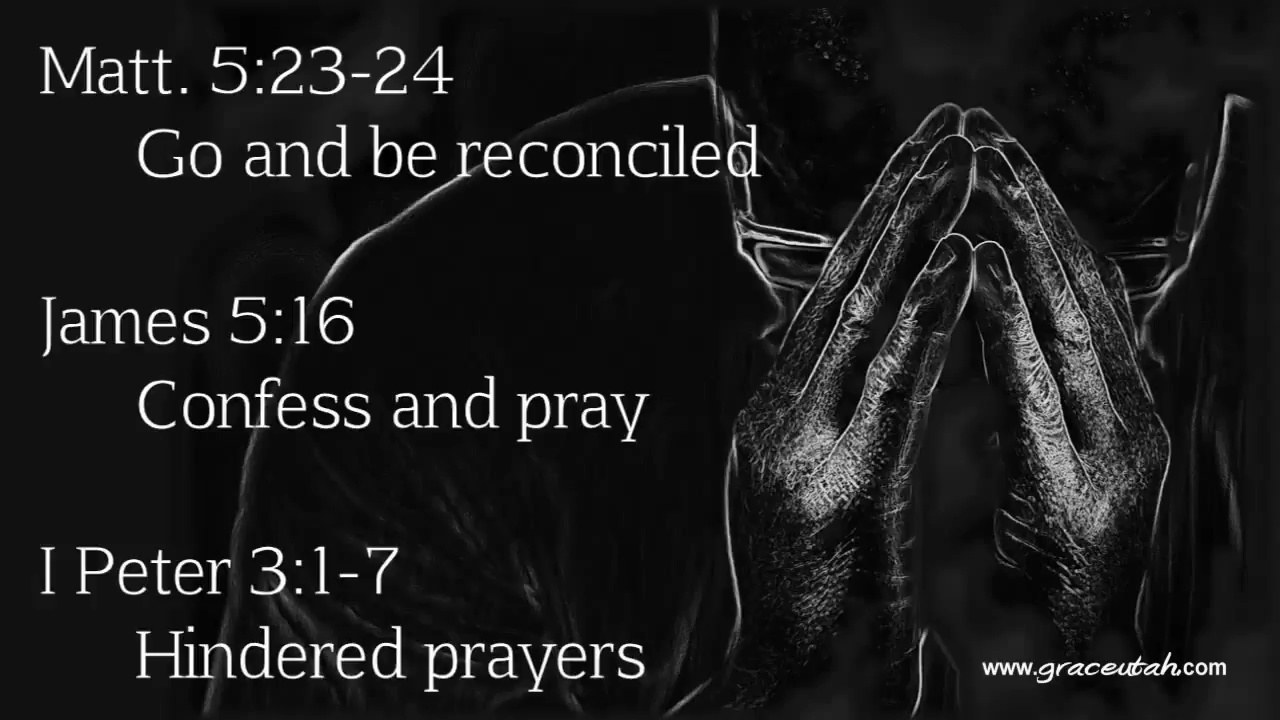 Matt. 5:23-24
Go and be reconciled
James 5:16
Confess and pray
I Peter 3:1-7
Hindered prayers
www.graceutah.com